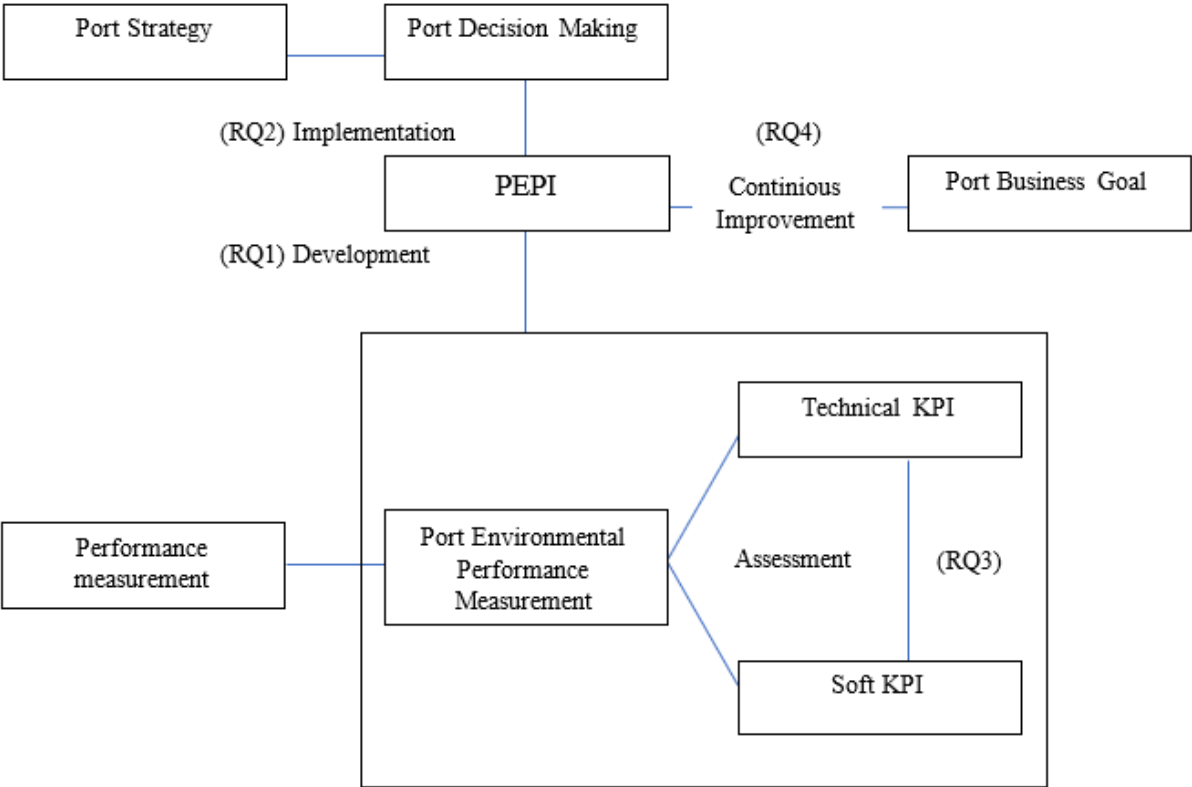 Port Strategy
Port Decision Making
(RQ2) Implementation
(RQ4)
PEPI
Continious
Improvement
Port Business Goal
(RQ1) Development
Technical KPI
Performance
measurement
Port Environmental
Performance
Measurement
Assessment
(RQ3)
Soft KPI